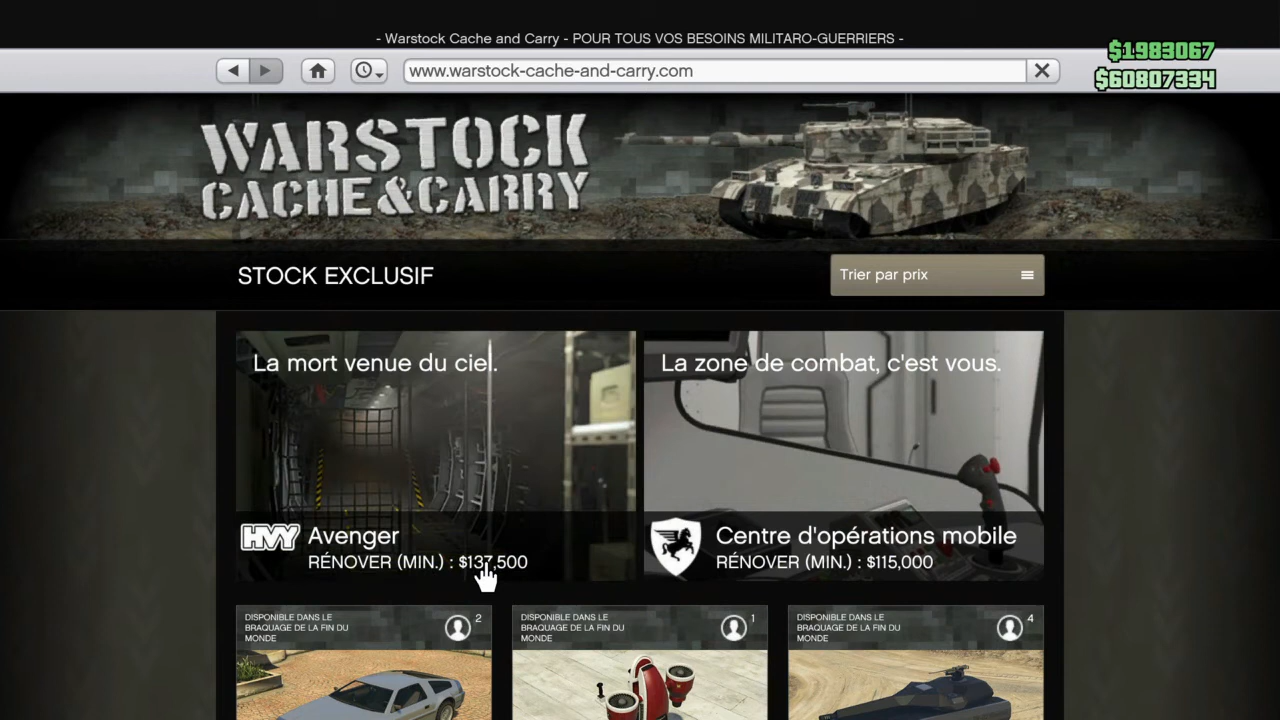 - Warstock Cache and Carry - POUR TOUS VOS BESOINS MILITARO-GUERRIERS -
$1983067
www.warstock-cache-and-carry.com
$60807334
WARSTOCK
CACHE&CARRY
STOCK EXCLUSIF
Trier par prix
La mort venue du ciel.
HVY
Avenger
RÉNOVER (MIN.) : $137,500
La zone de combat, c'est vous.
Centre d'opérations mobile
RÉNOVER (MIN.) : $115,000
DISPONIBLE DANS LE
BRAQUAGE DE LA FIN DU
MONDE
2
DISPONIBLE DANS LE
BRAQUAGE DE LA FIN DU
MONDE
1
DISPONIBLE DANS LE
BRAQUAGE DE LA FIN DU
MONDE
4